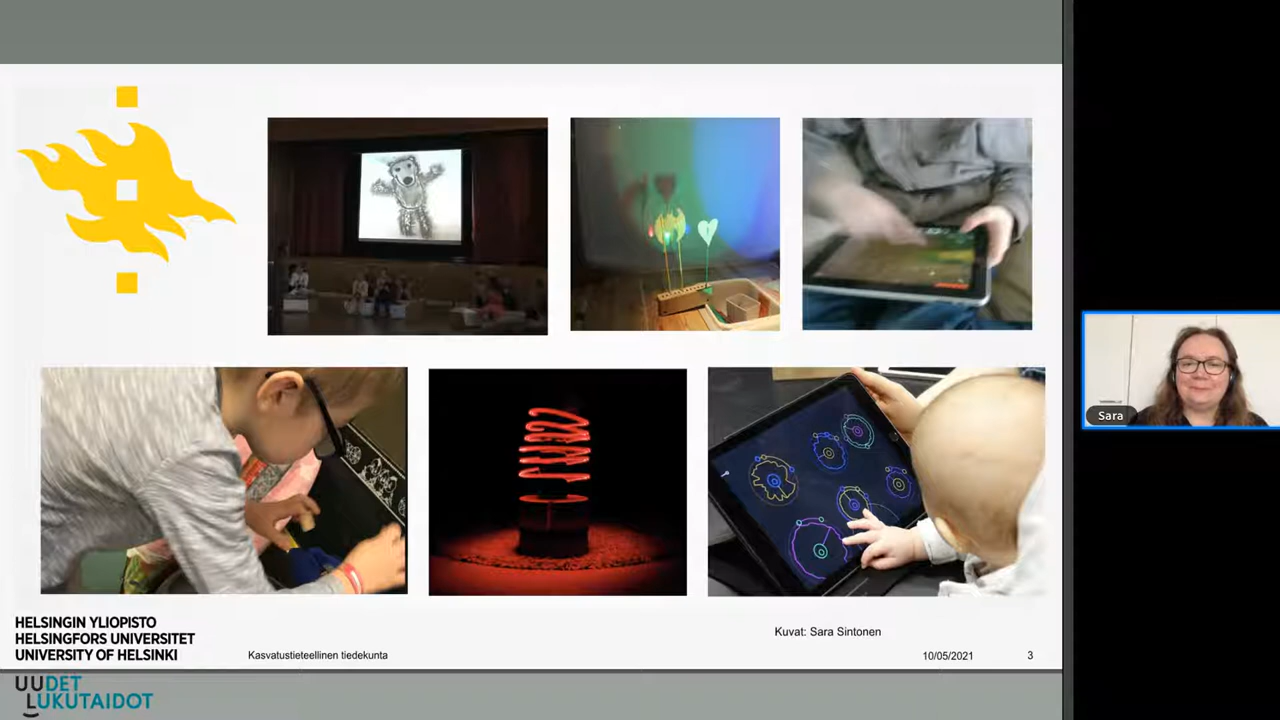 Kuvat: Sara Sintonen
HELSINGIN YLIOPISTO
HELSINGFORS UNIVERSITET
UNIVERSITY OF HELSINKI
Kasvatustieteellinen tiedekunta
10/05/2021
3
UUDET
LUKUTAIDOT
Sara